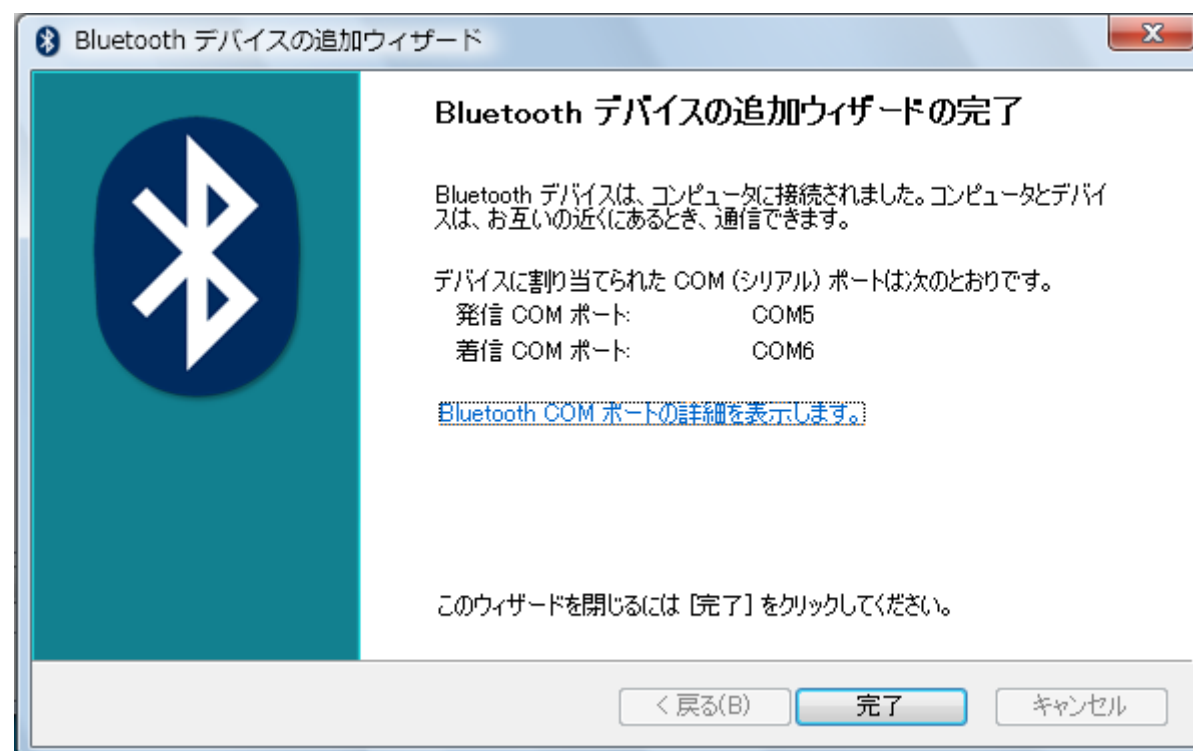 Bluetooth デバイスの追加ウィザード
Bluetooth デバイスの追加ウィザードの完了
Bluetooth デバイスは、コンピュータに接続されました。コンピュータとデバイ
スは、お互いの近くにあるとき、通信できます。
デバイスに割り当てられた COM (シリアル) ポートは次のとおりです。
発信 COM ポート: COM5
着信 COM ポート: COM6
Bluetooth COM ポートの詳細を表示します。
このウィザードを閉じるには [完了] をクリックしてください。
< 戻る(B) 完了 キャンセル